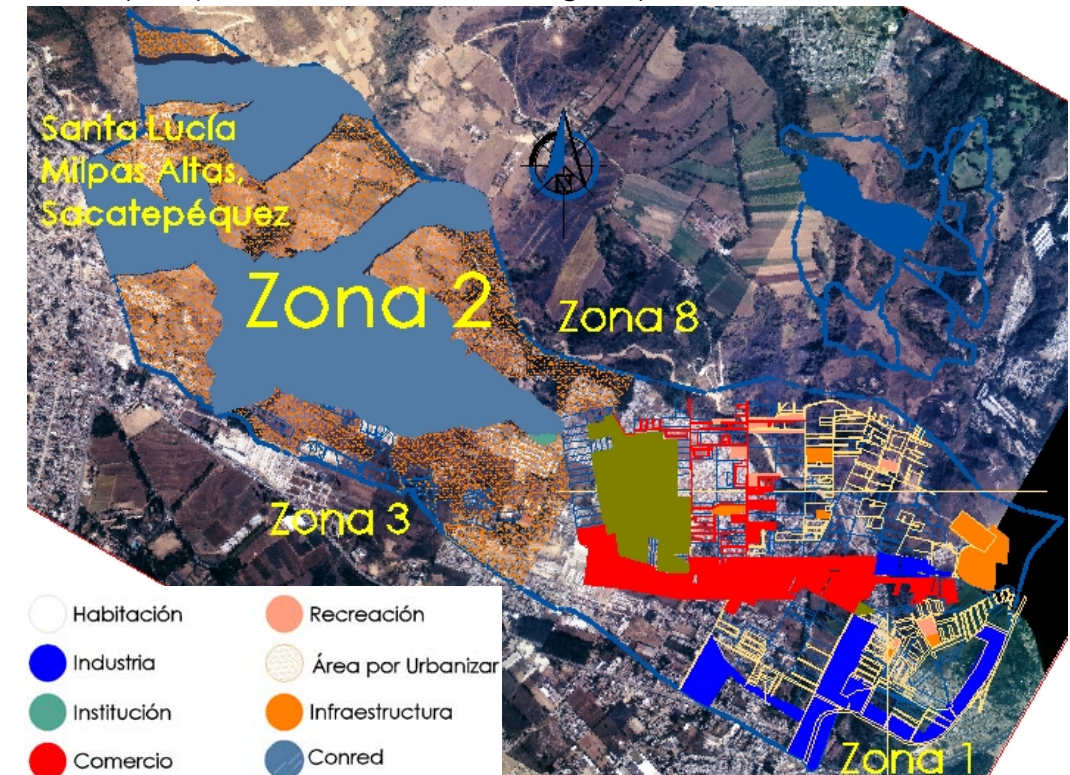 Santa Lucía
Milpas Altas,
Sacatepéquez
N
Zona 2
Zona 8
Zona 3
Habitación
Recreación
Industria
Área por Urbanizar
Institución
Infraestructura
Comercio
Conred
Zona 1